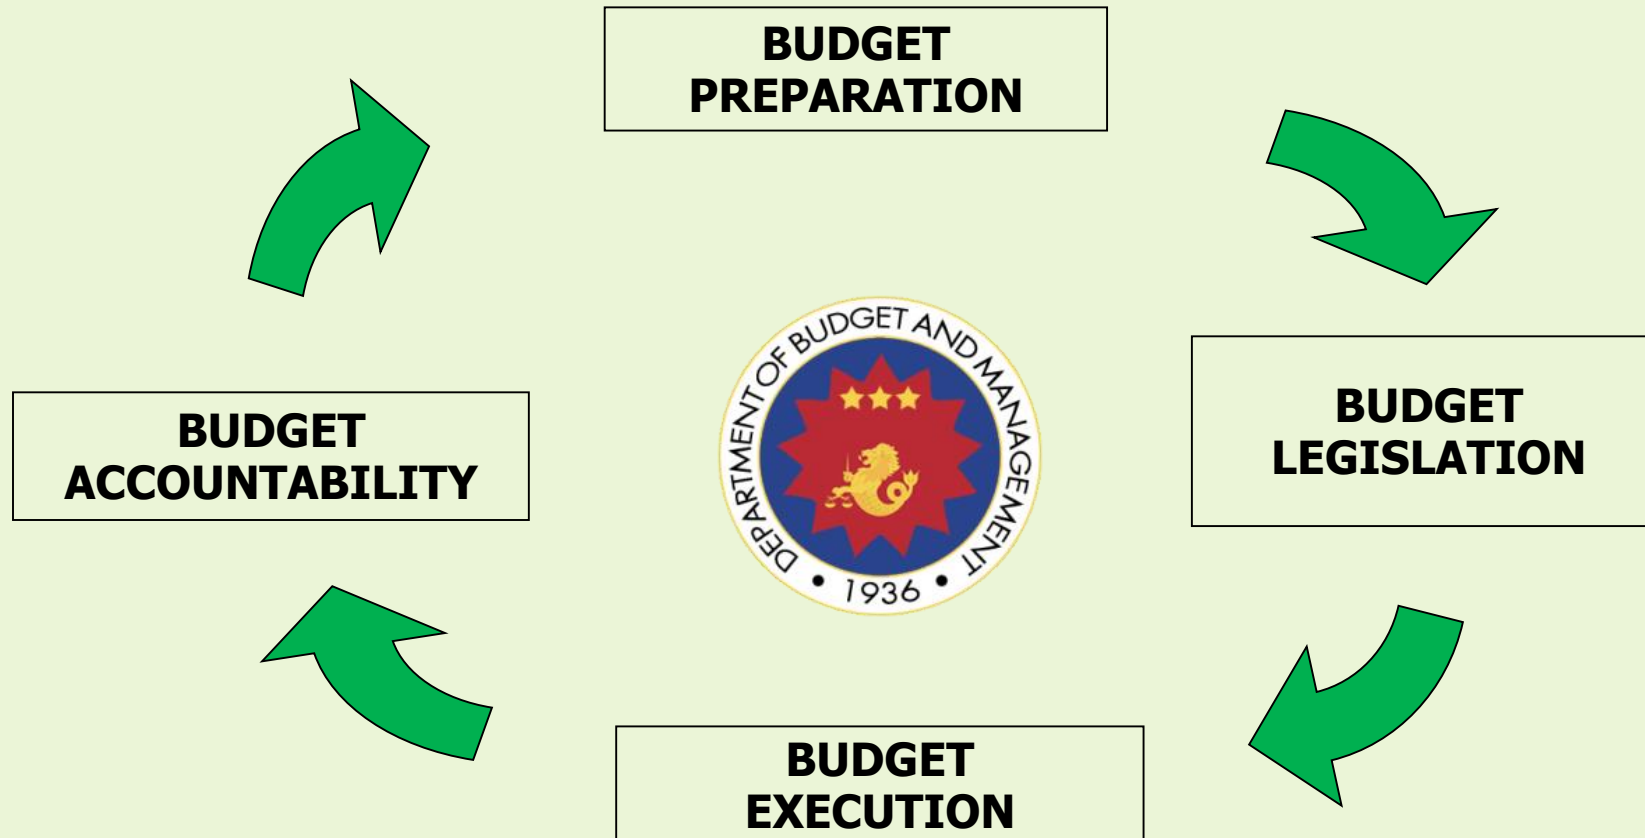 BUDGET
PREPARATION
BUDGET
LEGISLATION
BUDGET
ACCOUNTABILITY
DEPARTMENT OF BUDGET AND MANAGEMENT
• 1936 •
BUDGET
EXECUTION